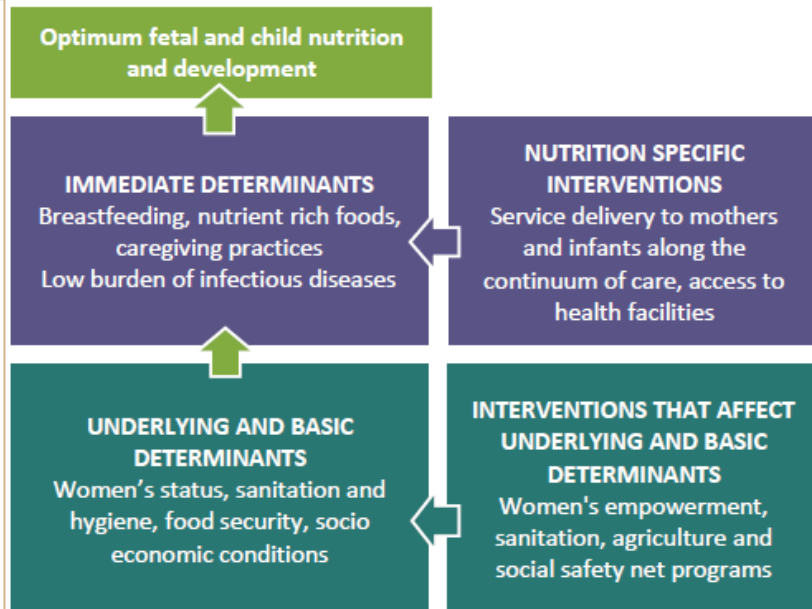 Optimum fetal and child nutrition
and development
IMMEDIATE DETERMINANTS
Breastfeeding, nutrient rich foods,
caregiving practices
Low burden of infectious diseases
NUTRITION SPECIFIC
INTERVENTIONS
Service delivery to mothers
and infants along the
continuum of care, access to
health facilities
UNDERLYING AND BASIC
DETERMINANTS
Women’s status, sanitation and
hygiene, food security, socio
economic conditions
INTERVENTIONS THAT AFFECT
UNDERLYING AND BASIC
DETERMINANTS
Women's empowerment,
sanitation, agriculture and
social safety net programs